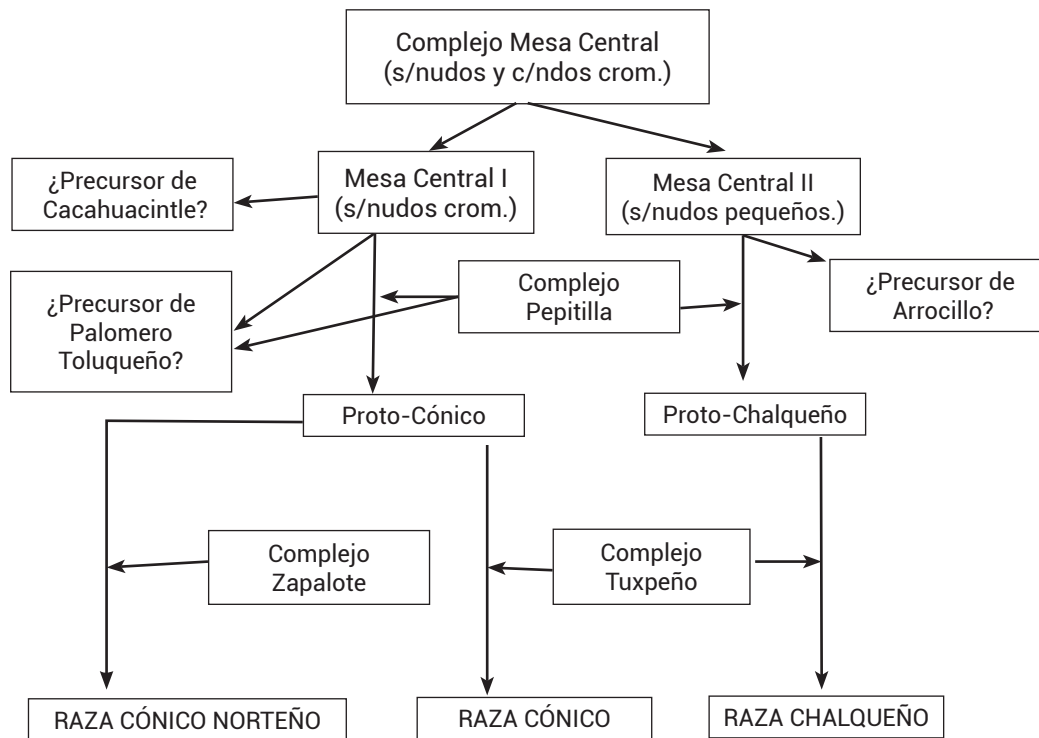 Complejo Mesa Central
(s/nudos y c/ndos crom.)
¿Precursor de
Cacahuacintle?
Mesa Central I
(s/nudos crom.)
Mesa Central II
(s/nudos pequeños.)
¿Precursor de
Palomero
Toluqueño?
Complejo
Pepitilla
¿Precursor de
Arrocillo?
Proto-Cónico
Proto-Chalqueño
Complejo
Zapalote
Complejo
Tuxpeño
RAZA CÓNICO NORTEÑO
RAZA CÓNICO
RAZA CHALQUEÑO